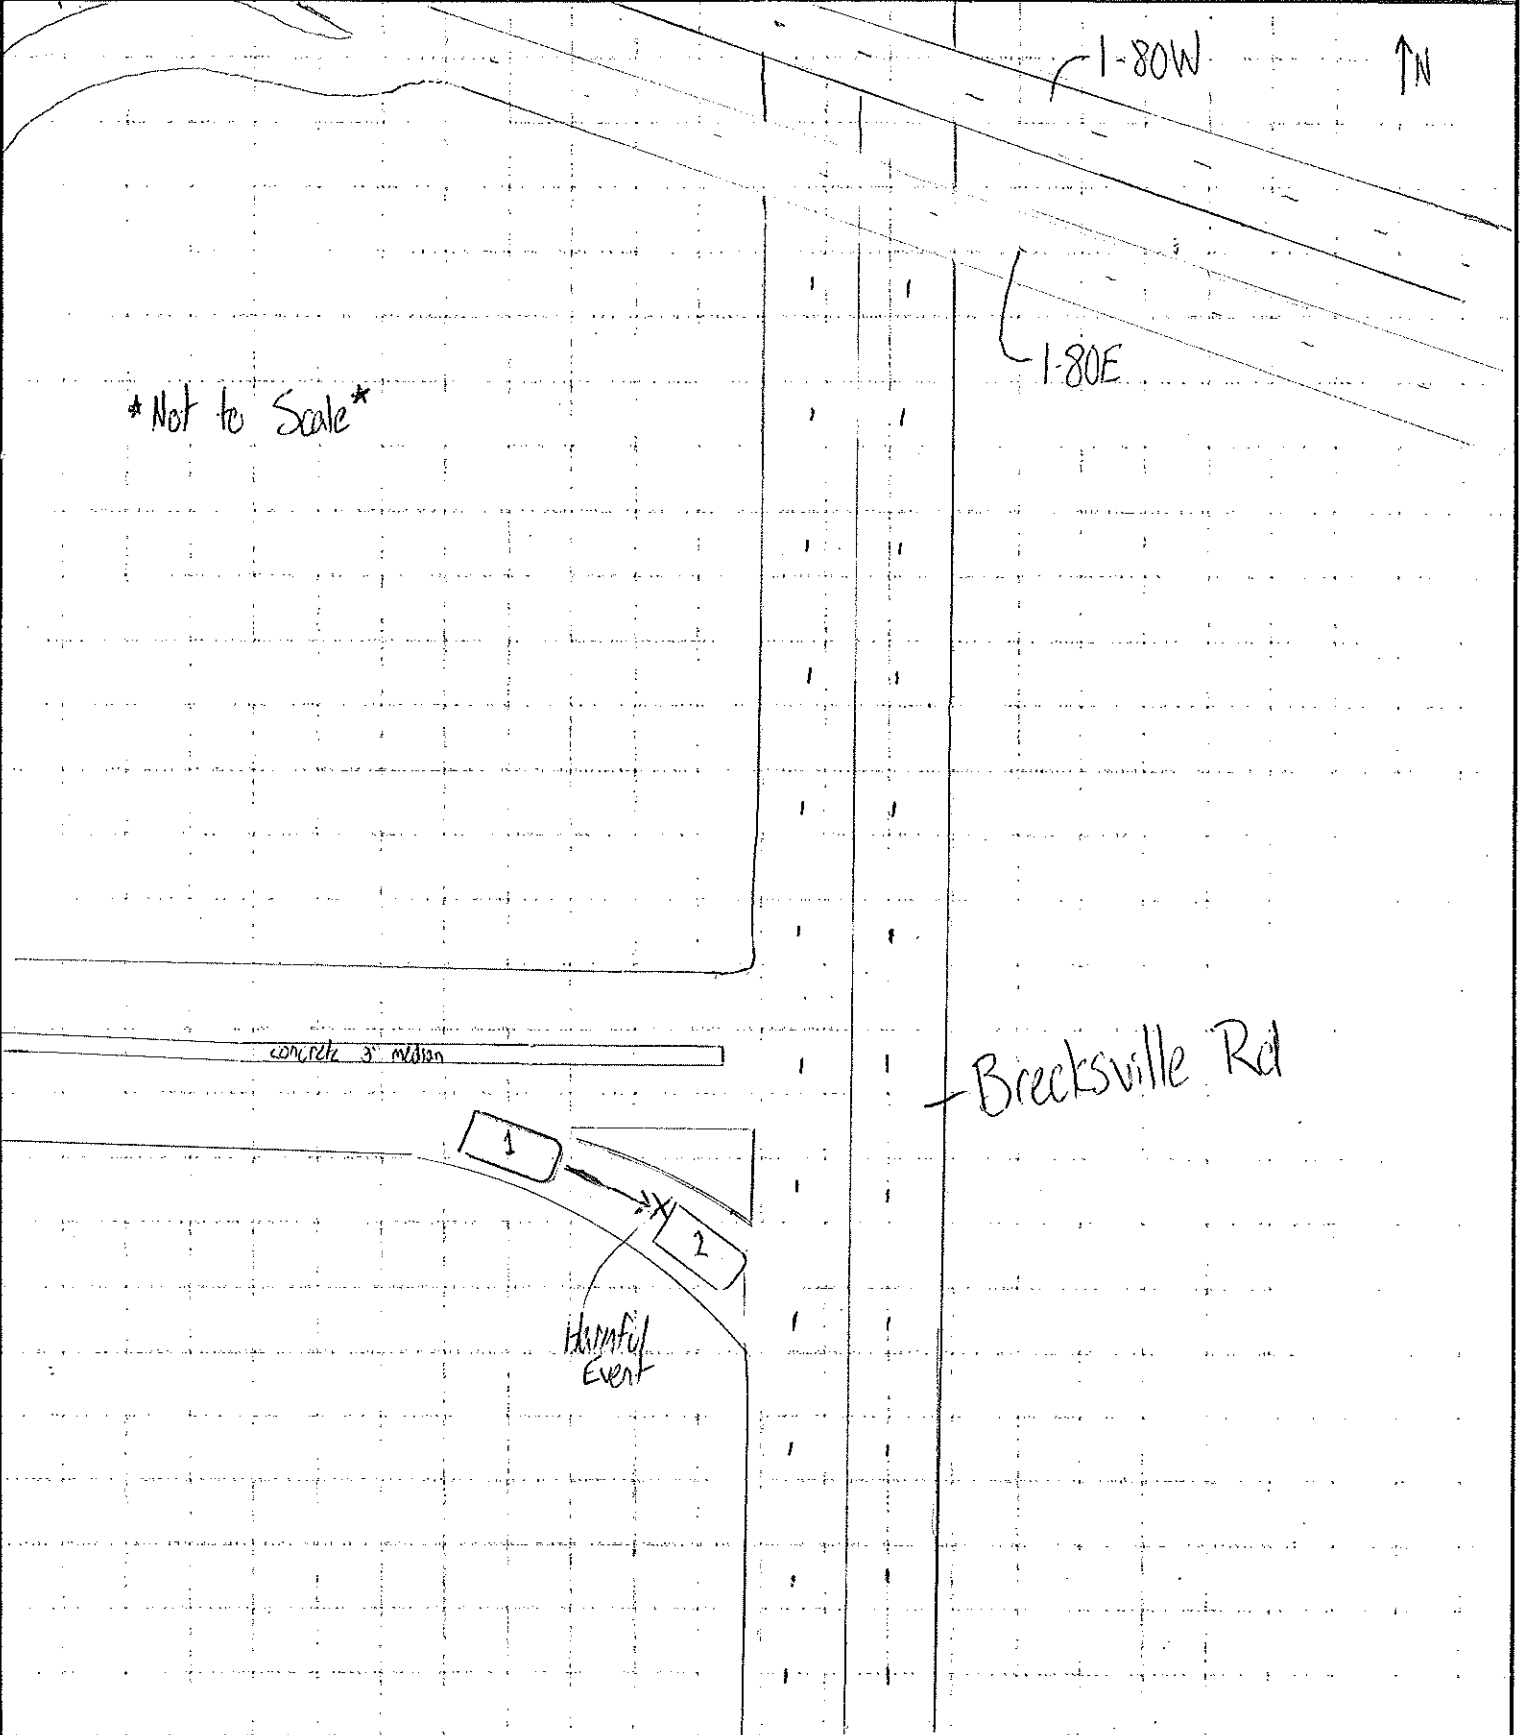 I-80W
↑N
I-80E
*Not to Scale*
concrete 3" median
Brecksville Rd
1
X
2
Harmful
Event